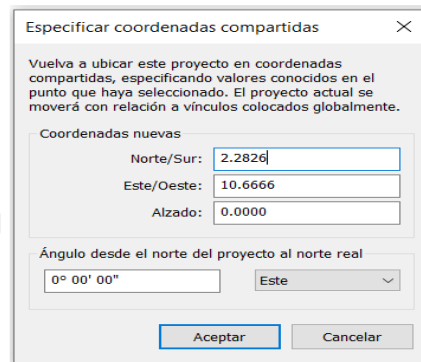 Especificar coordenadas compartidas
Vuelva a ubicar este proyecto en coordenadas
compartidas, especificando valores conocidos en el
punto que haya seleccionado. El proyecto actual se
moverá con relación a vínculos colocados globalmente.
Coordenadas nuevas
Norte/Sur: 2.2826
Este/Oeste: 10.6666
Alzado: 0.0000
Ángulo desde el norte del proyecto al norte real
0° 00' 00" Este
Aceptar Cancelar